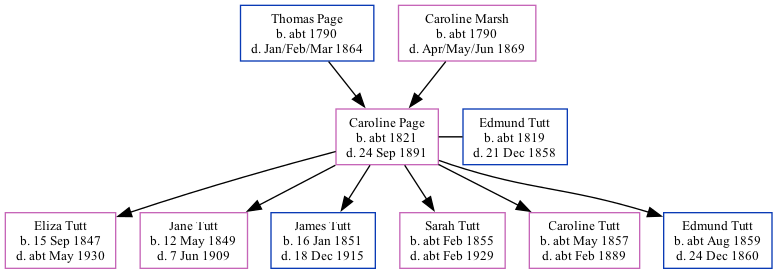 Thomas Page
b. abt 1790
d. Jan/Feb/Mar 1864
Caroline Marsh
b. abt 1790
d. Apr/May/Jun 1869
Caroline Page
b. abt 1821
d. 24 Sep 1891
Edmund Tutt
b. abt 1819
d. 21 Dec 1858
Eliza Tutt
b. 15 Sep 1847
d. abt May 1930
Jane Tutt
b. 12 May 1849
d. 7 Jun 1909
James Tutt
b. 16 Jan 1851
d. 18 Dec 1915
Sarah Tutt
b. abt Feb 1855
d. abt Feb 1929
Caroline Tutt
b. abt May 1857
d. abt Feb 1889
Edmund Tutt
b. abt Aug 1859
d. 24 Dec 1860